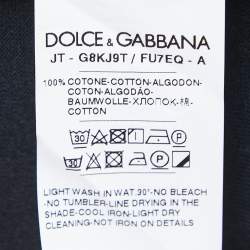 DOLCE & GABBANA
JT - G8KJ9T / FU7EQ - A
100% COTONE-COTTON-ALGODON-
COTON-ALGODÃO-
BAUMWOLLE-ХЛОПОК-棉-
COTTON
30 P
30 P
LIGHT WASH IN WAT.90°-NO BLEACH
-NO TUMBLER-LINE DRYING IN THE
SHADE-COOL IRON-LIGHT DRY
CLEANING-NOT IRON ON DETAILS